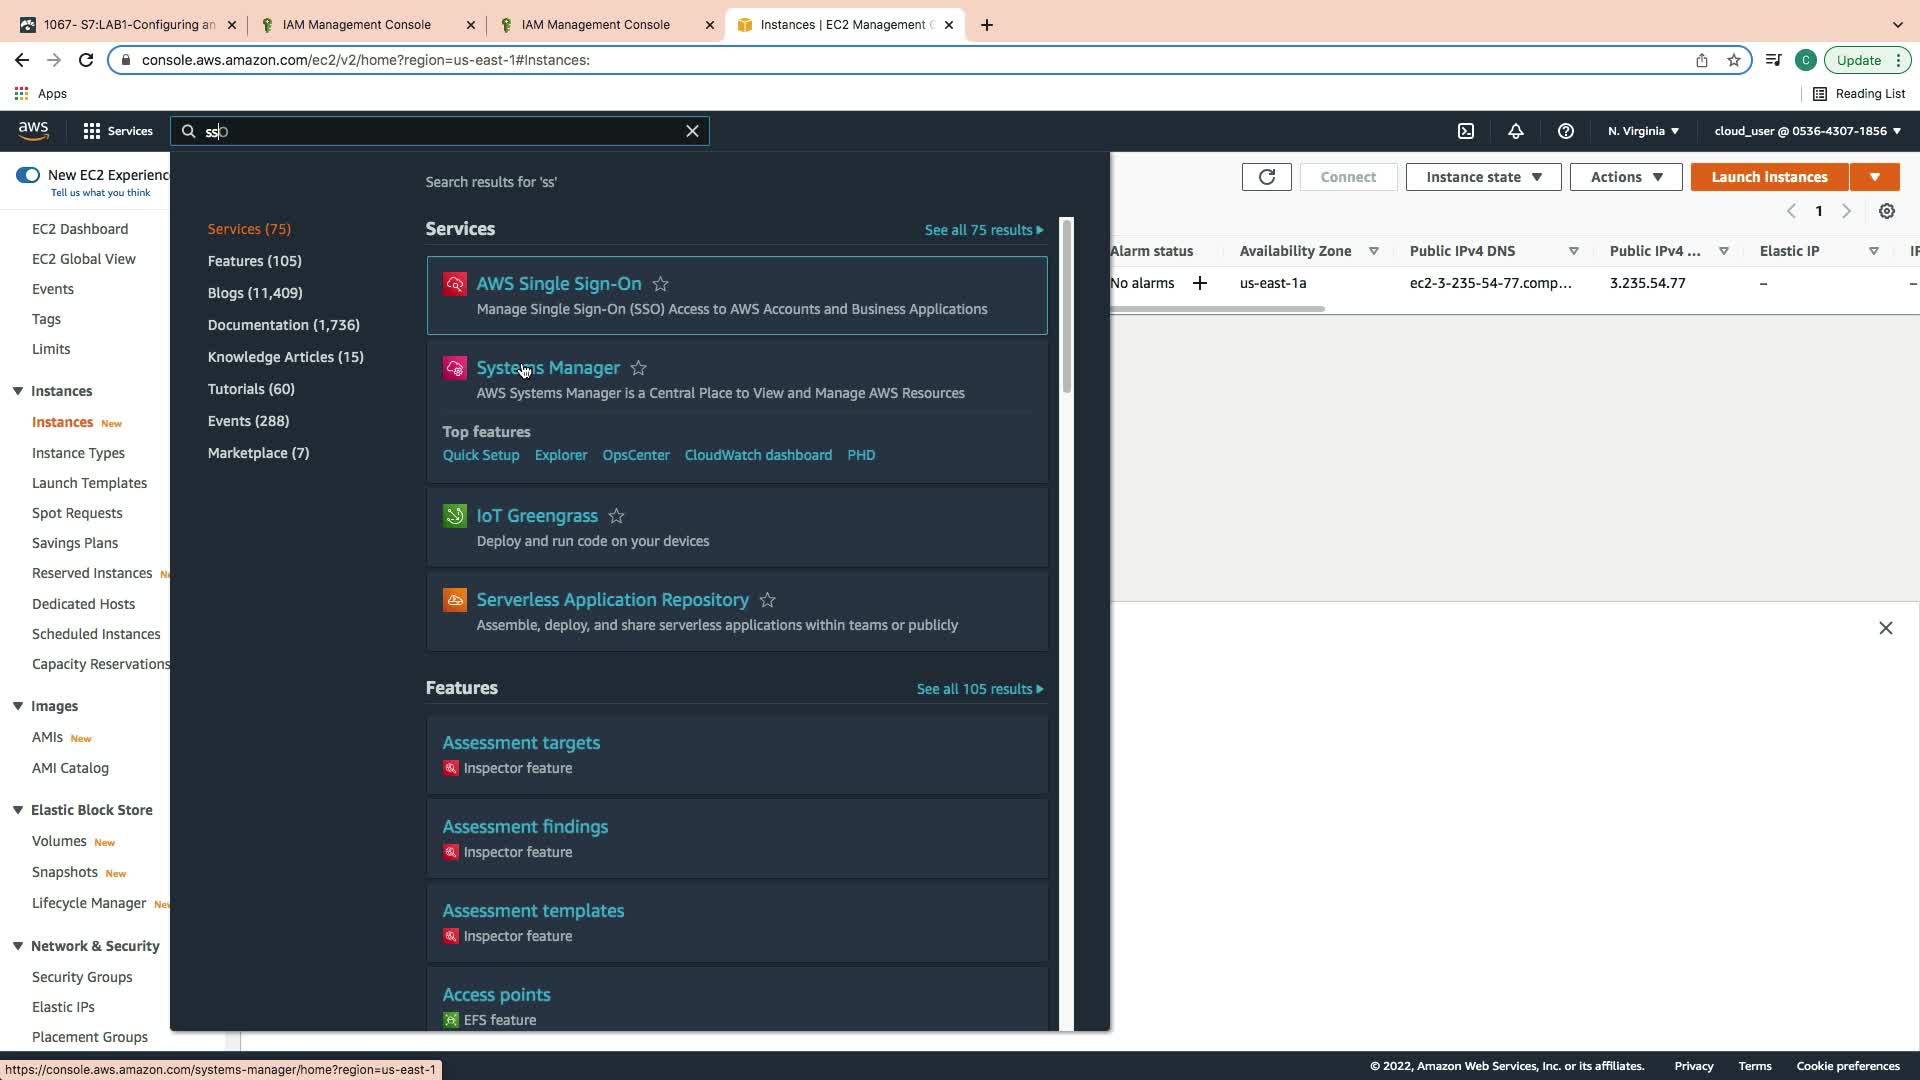 1067- S7:LAB1-Configuring an
IAM Management Console
IAM Management Console
Instances | EC2 Management C
console.aws.amazon.com/ec2/v2/home?region=us-east-1#Instances:
C
Update
Apps
Reading List
aws
Services
ssO
N. Virginia ▼
cloud_user @ 0536-4307-1856 ▼
New EC2 Experienc
Tell us what you think
EC2 Dashboard
EC2 Global View
Events
Tags
Limits
Instances
Instances New
Instance Types
Launch Templates
Spot Requests
Savings Plans
Reserved Instances
Dedicated Hosts
Scheduled Instances
Capacity Reservations
Images
AMIs New
AMI Catalog
Elastic Block Store
Volumes New
Snapshots New
Lifecycle Manager
Network & Security
Security Groups
Elastic IPs
Placement Groups
Search results for 'ss'
Services (75)
Features (105)
Blogs (11,409)
Documentation (1,736)
Knowledge Articles (15)
Tutorials (60)
Events (288)
Marketplace (7)
Services
See all 75 results
AWS Single Sign-On
Manage Single Sign-On (SSO) Access to AWS Accounts and Business Applications
Systems Manager
AWS Systems Manager is a Central Place to View and Manage AWS Resources
Top features
Quick Setup Explorer OpsCenter CloudWatch dashboard PHD
IoT Greengrass
Deploy and run code on your devices
Serverless Application Repository
Assemble, deploy, and share serverless applications within teams or publicly
Features
See all 105 results
Assessment targets
Inspector feature
Assessment findings
Inspector feature
Assessment templates
Inspector feature
Access points
EFS feature
Connect
Instance state
Actions
Launch instances
1
Alarm status
Availability Zone
Public IPv4 DNS
Public IPv4 ...
Elastic IP
No alarms +
us-east-1a
ec2-3-235-54-77.comp...
3.235.54.77
–
–
https://console.aws.amazon.com/systems-manager/home?region=us-east-1
© 2022, Amazon Web Services, Inc. or its affiliates.
Privacy
Terms
Cookie preferences